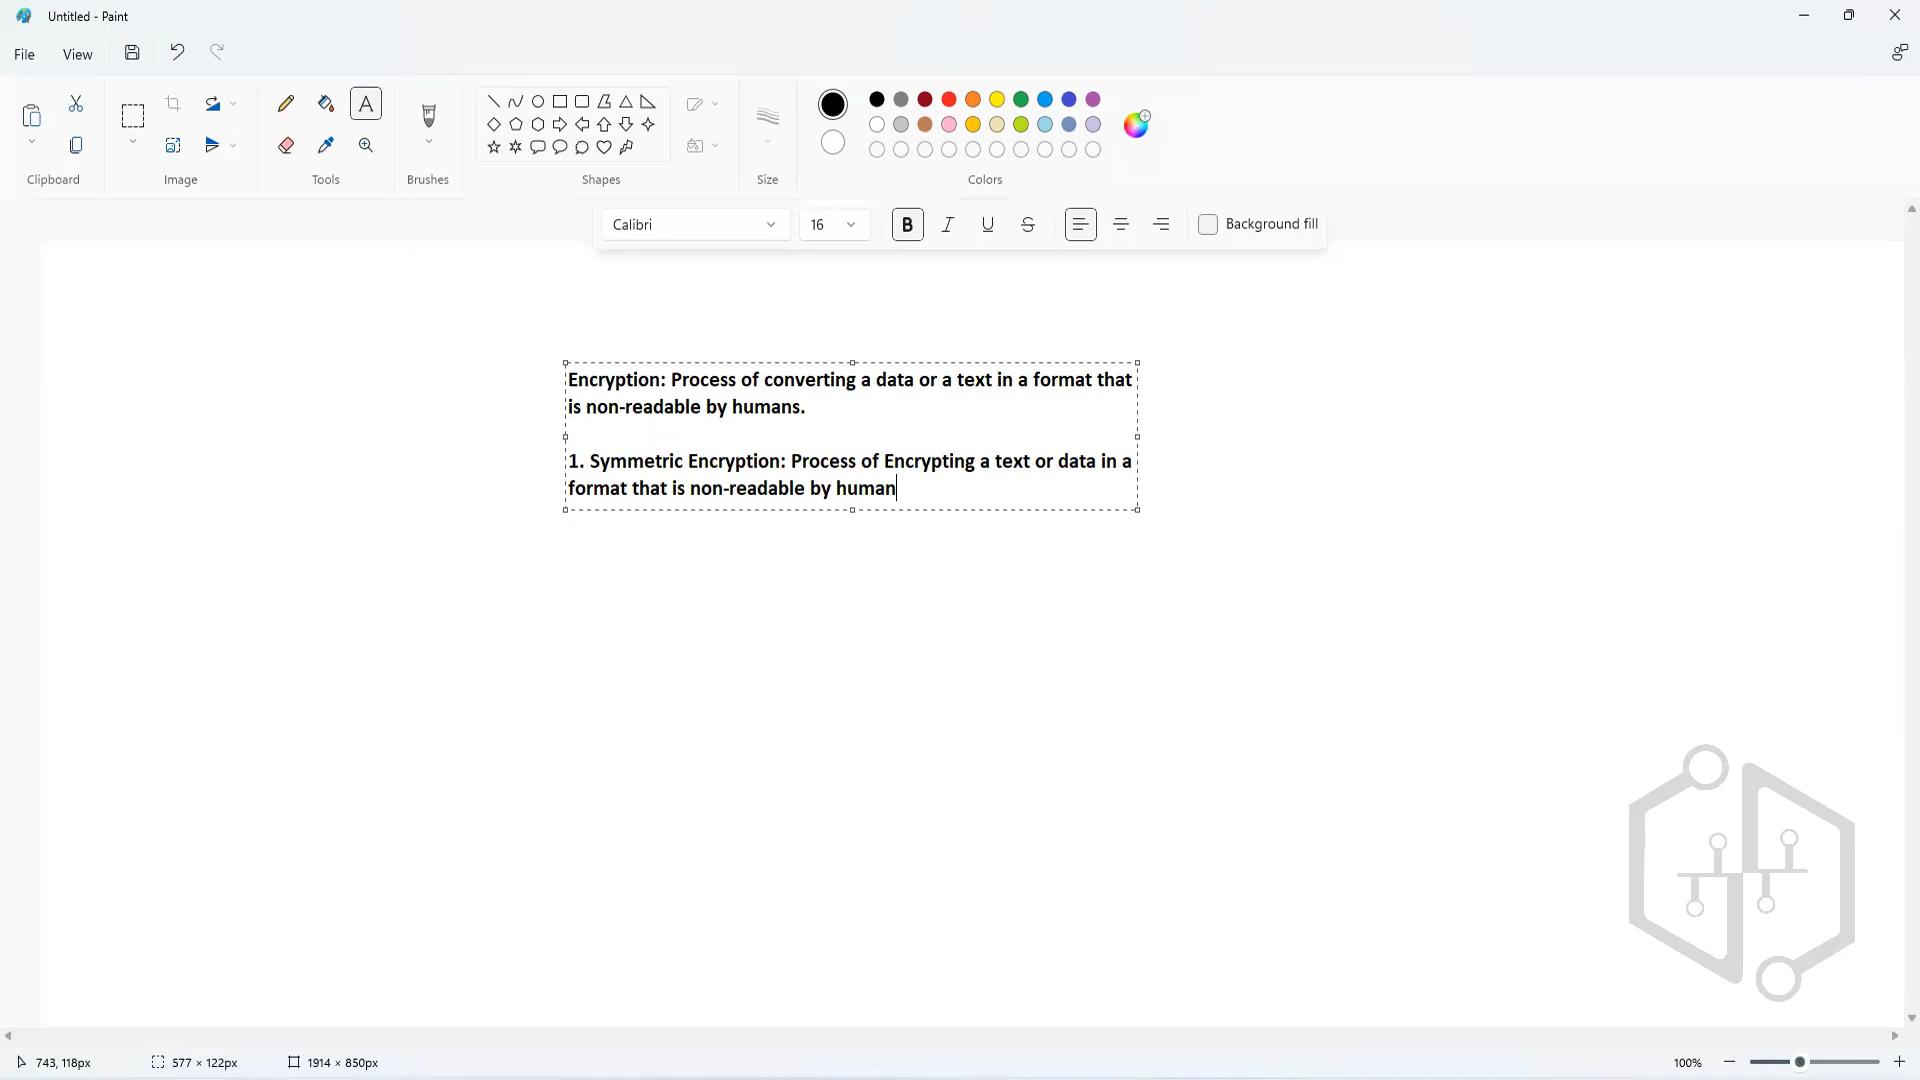 Untitled - Paint
File View
Clipboard Image Tools Brushes Shapes Size Colors
Calibri 16 B I U S Background fill
Encryption: Process of converting a data or a text in a format that
is non-readable by humans.
1. Symmetric Encryption: Process of Encrypting a text or data in a
format that is non-readable by human
743, 118px 577 × 122px 1914 × 850px 100%